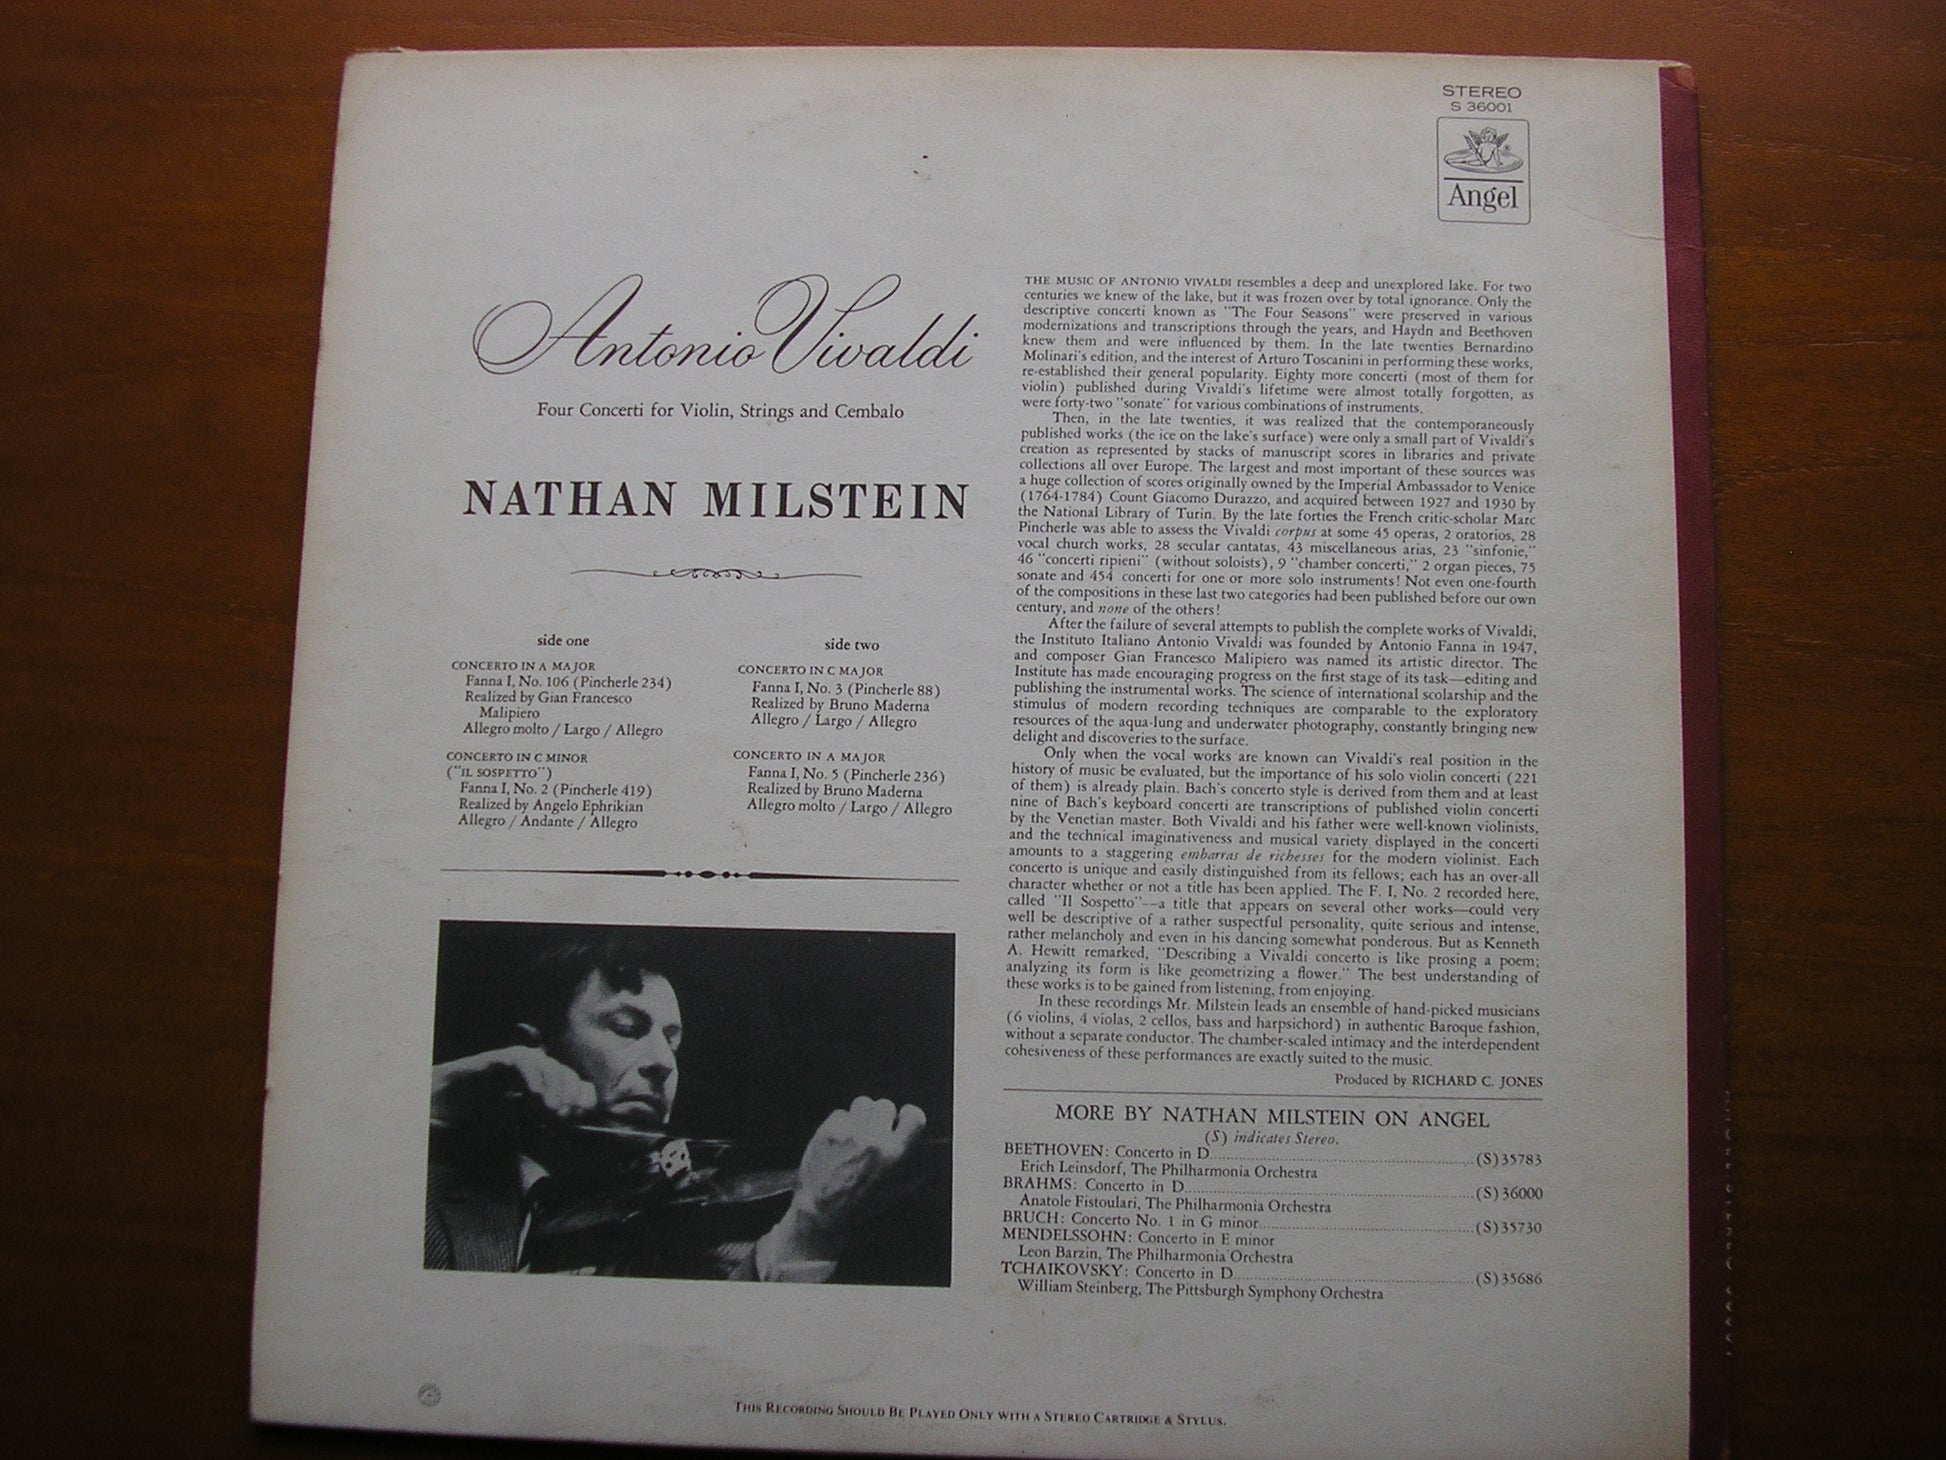 STEREO
S 36001
Angel
Antonio Vivaldi
Four Concerti for Violin, Strings and Cembalo
NATHAN MILSTEIN
side one
CONCERTO IN A MAJOR
Fanna I, No. 106 (Pincherle 234)
Realized by Gian Francesco
Malipiero
Allegro molto / Largo / Allegro
CONCERTO IN C MINOR
("IL SOSPETTO")
Fanna I, No. 2 (Pincherle 419)
Realized by Angelo Ephrikian
Allegro / Andante / Allegro
side two
CONCERTO IN C MAJOR
Fanna I, No. 3 (Pincherle 88)
Realized by Bruno Maderna
Allegro / Largo / Allegro
CONCERTO IN A MAJOR
Fanna I, No. 5 (Pincherle 236)
Realized by Bruno Maderna
Allegro molto / Largo / Allegro
THE MUSIC OF ANTONIO VIVALDI resembles a deep and unexplored lake. For two
centuries we knew of the lake, but it was frozen over by total ignorance. Only the
descriptive concerti known as "The Four Seasons" were preserved in various
modernizations and transcriptions through the years, and Haydn and Beethoven
knew them and were influenced by them. In the late twenties Bernardino
Molinari's edition, and the interest of Arturo Toscanini in performing these works,
re-established their general popularity. Eighty more concerti (most of them for
violin) published during Vivaldi's lifetime were almost totally forgotten, as
were forty-two "sonate" for various combinations of instruments.
Then, in the late twenties, it was realized that the contemporaneously
published works (the ice on the lake's surface) were only a small part of Vivaldi's
creation as represented by stacks of manuscript scores in libraries and private
collections all over Europe. The largest and most important of these sources was
a huge collection of scores originally owned by the Imperial Ambassador to Venice
(1764-1784) Count Giacomo Durazzo, and acquired between 1927 and 1930 by
the National Library of Turin. By the late forties the French critic-scholar Marc
Pincherle was able to assess the Vivaldi corpus at some 45 operas, 2 oratorios, 28
vocal church works, 28 secular cantatas, 43 miscellaneous arias, 23 "sinfonie,"
46 "concerti ripieni" (without soloists), 9 "chamber concerti," 2 organ pieces, 75
sonate and 454 concerti for one or more solo instruments! Not even one-fourth
of the compositions in these last two categories had been published before our own
century, and none of the others!
After the failure of several attempts to publish the complete works of Vivaldi,
the Instituto Italiano Antonio Vivaldi was founded by Antonio Fanna in 1947,
and composer Gian Francesco Malipiero was named its artistic director. The
Institute has made encouraging progress on the first stage of its task—editing and
publishing the instrumental works. The science of international scolarship and the
stimulus of modern recording techniques are comparable to the exploratory
resources of the aqua-lung and underwater photography, constantly bringing new
delight and discoveries to the surface.
Only when the vocal works are known can Vivaldi's real position in the
history of music be evaluated, but the importance of his solo violin concerti (221
of them) is already plain. Bach's concerto style is derived from them and at least
nine of Bach's keyboard concerti are transcriptions of published violin concerti
by the Venetian master. Both Vivaldi and his father were well-known violinists,
and the technical imaginativeness and musical variety displayed in the concerti
amounts to a staggering embarras de richesses for the modern violinist. Each
concerto is unique and easily distinguished from its fellows; each has an over-all
character whether or not a title has been applied. The F. I, No. 2 recorded here,
called "Il Sospetto"—a title that appears on several other works—could very
well be descriptive of a rather suspectful personality, quite serious and intense,
rather melancholy and even in his dancing somewhat ponderous. But as Kenneth
A. Hewitt remarked, "Describing a Vivaldi concerto is like prosing a poem;
analyzing its form is like geometrizing a flower." The best understanding of
these works is to be gained from listening, from enjoying.
In these recordings Mr. Milstein leads an ensemble of hand-picked musicians
(6 violins, 4 violas, 2 cellos, bass and harpsichord) in authentic Baroque fashion,
without a separate conductor. The chamber-scaled intimacy and the interdependent
cohesiveness of these performances are exactly suited to the music.
Produced by RICHARD C. JONES
MORE BY NATHAN MILSTEIN ON ANGEL
(S) indicates Stereo.
BEETHOVEN: Concerto in D (S)35783
Erich Leinsdorf, The Philharmonia Orchestra
BRAHMS: Concerto in D (S)36000
Anatole Fistoulari, The Philharmonia Orchestra
BRUCH: Concerto No. 1 in G minor (S)35730
MENDELSSOHN: Concerto in E minor
Leon Barzin, The Philharmonia Orchestra
TCHAIKOVSKY: Concerto in D (S)35686
William Steinberg, The Pittsburgh Symphony Orchestra
THIS RECORDING SHOULD BE PLAYED ONLY WITH A STEREO CARTRIDGE & STYLUS.